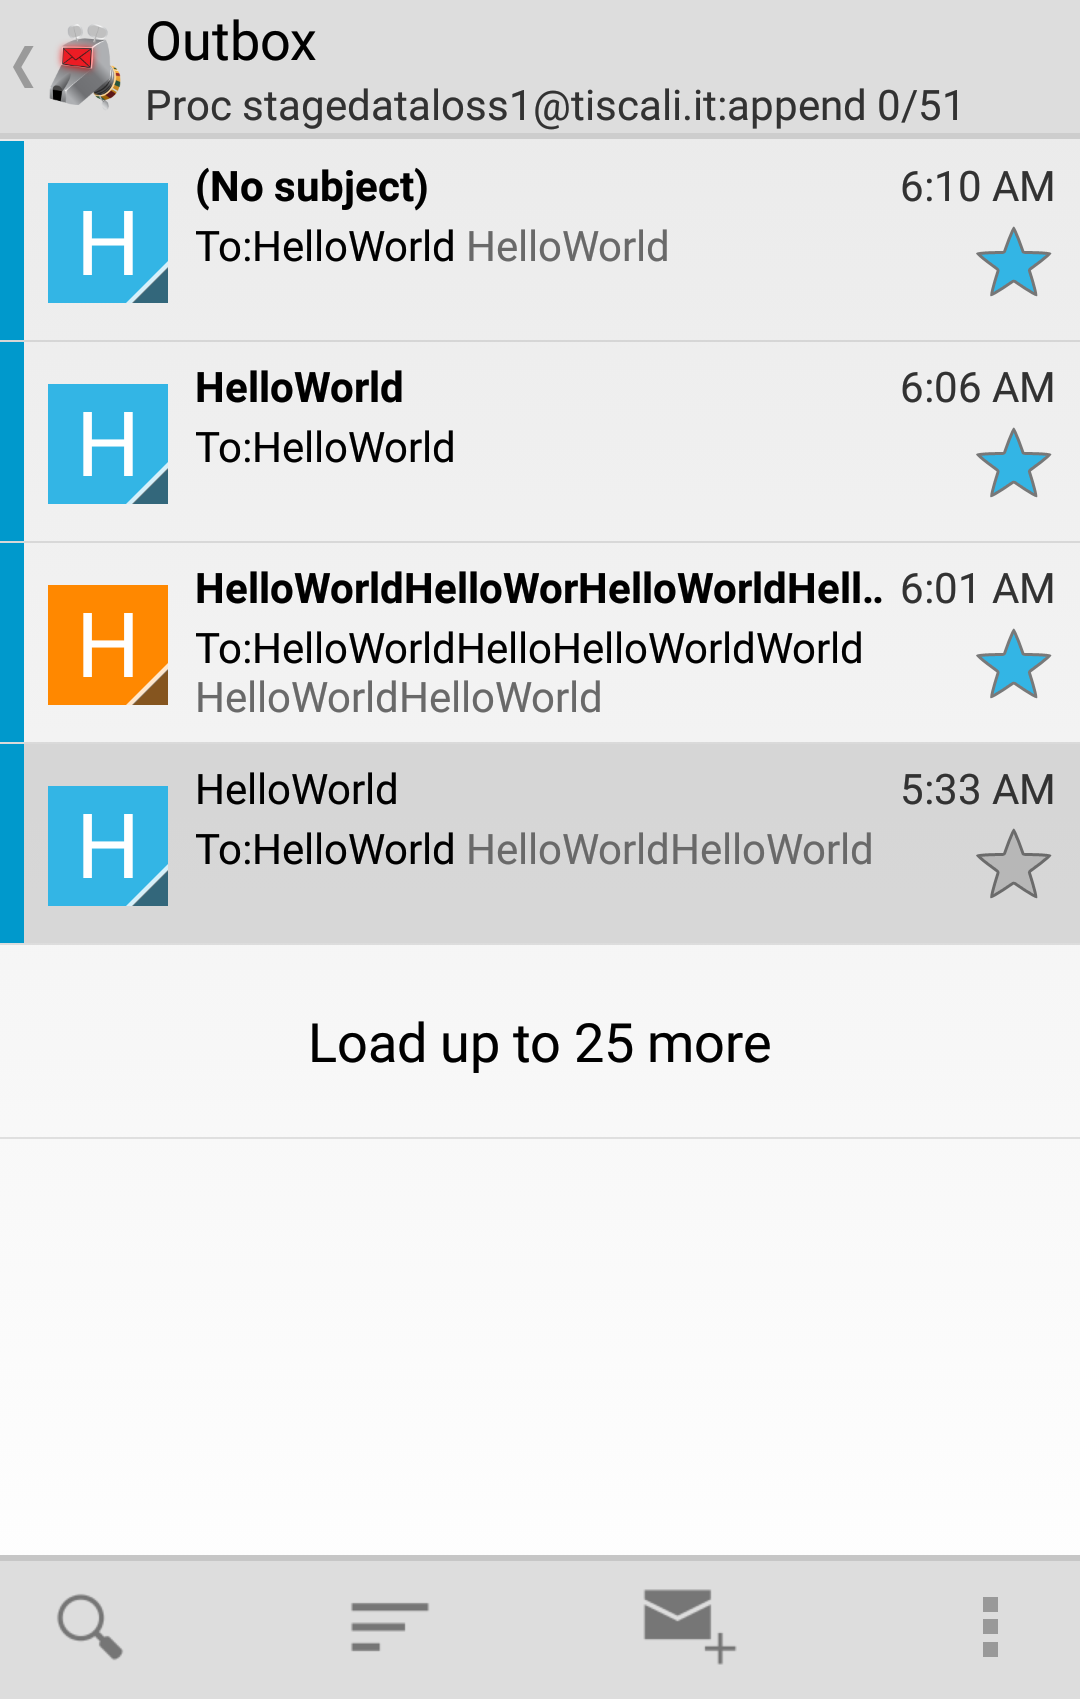 Outbox
Proc stagedataloss1@tiscali.it:append 0/51
(No subject) 6:10 AM
H
To:HelloWorld HelloWorld
HelloWorld 6:06 AM
H
To:HelloWorld
HelloWorldHelloWorHelloWorldHell.. 6:01 AM
H
To:HelloWorldHelloHelloWorldWorld
HelloWorldHelloWorld
HelloWorld 5:33 AM
H
To:HelloWorld HelloWorldHelloWorld
Load up to 25 more